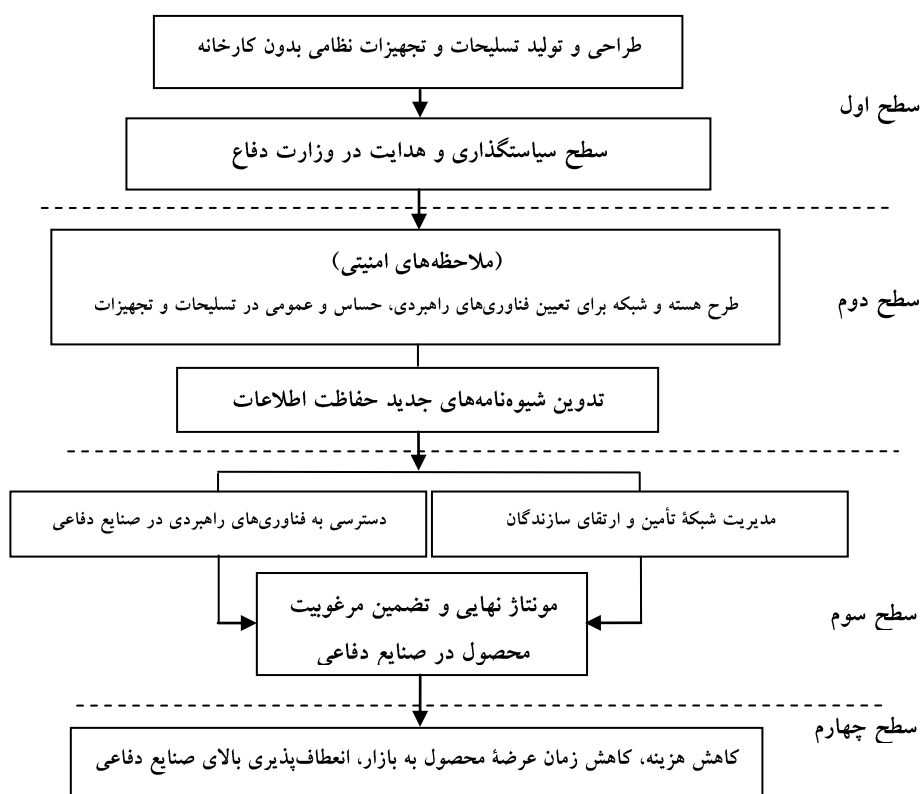 طراحی و تولید تسلیحات و تجهیزات نظامی بدون کارخانه
سطح اول
سطح سیاستگذاری و هدایت در وزارت دفاع
(ملاحظه‌های امنیتی)
سطح دوم
طرح هسته و شبکه برای تعیین فناوری‌های راهبردی، حساس و عمومی در تسلیحات و تجهیزات
تدوین شیوه‌نامه‌های جدید حفاظت اطلاعات
مدیریت شبکۀ تأمین و ارتقای سازندگان
دسترسی به فناوری‌های راهبردی در صنایع دفاعی
سطح سوم
مونتاژ نهایی و تضمین مرغوبیت
محصول در صنایع دفاعی
سطح چهارم
کاهش هزینه، کاهش زمان عرضۀ محصول به بازار، انعطاف‌پذیری بالای صنایع دفاعی